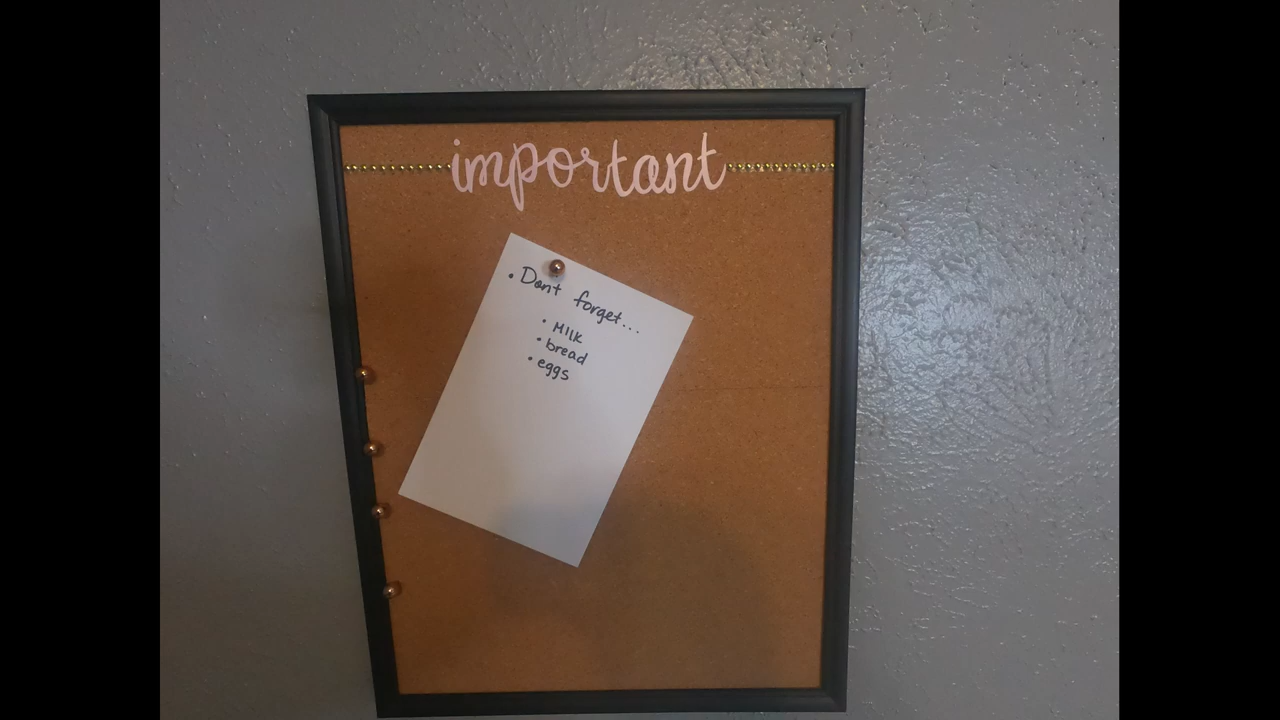 important
• Dont forget...
• Milk
• bread
• eggs